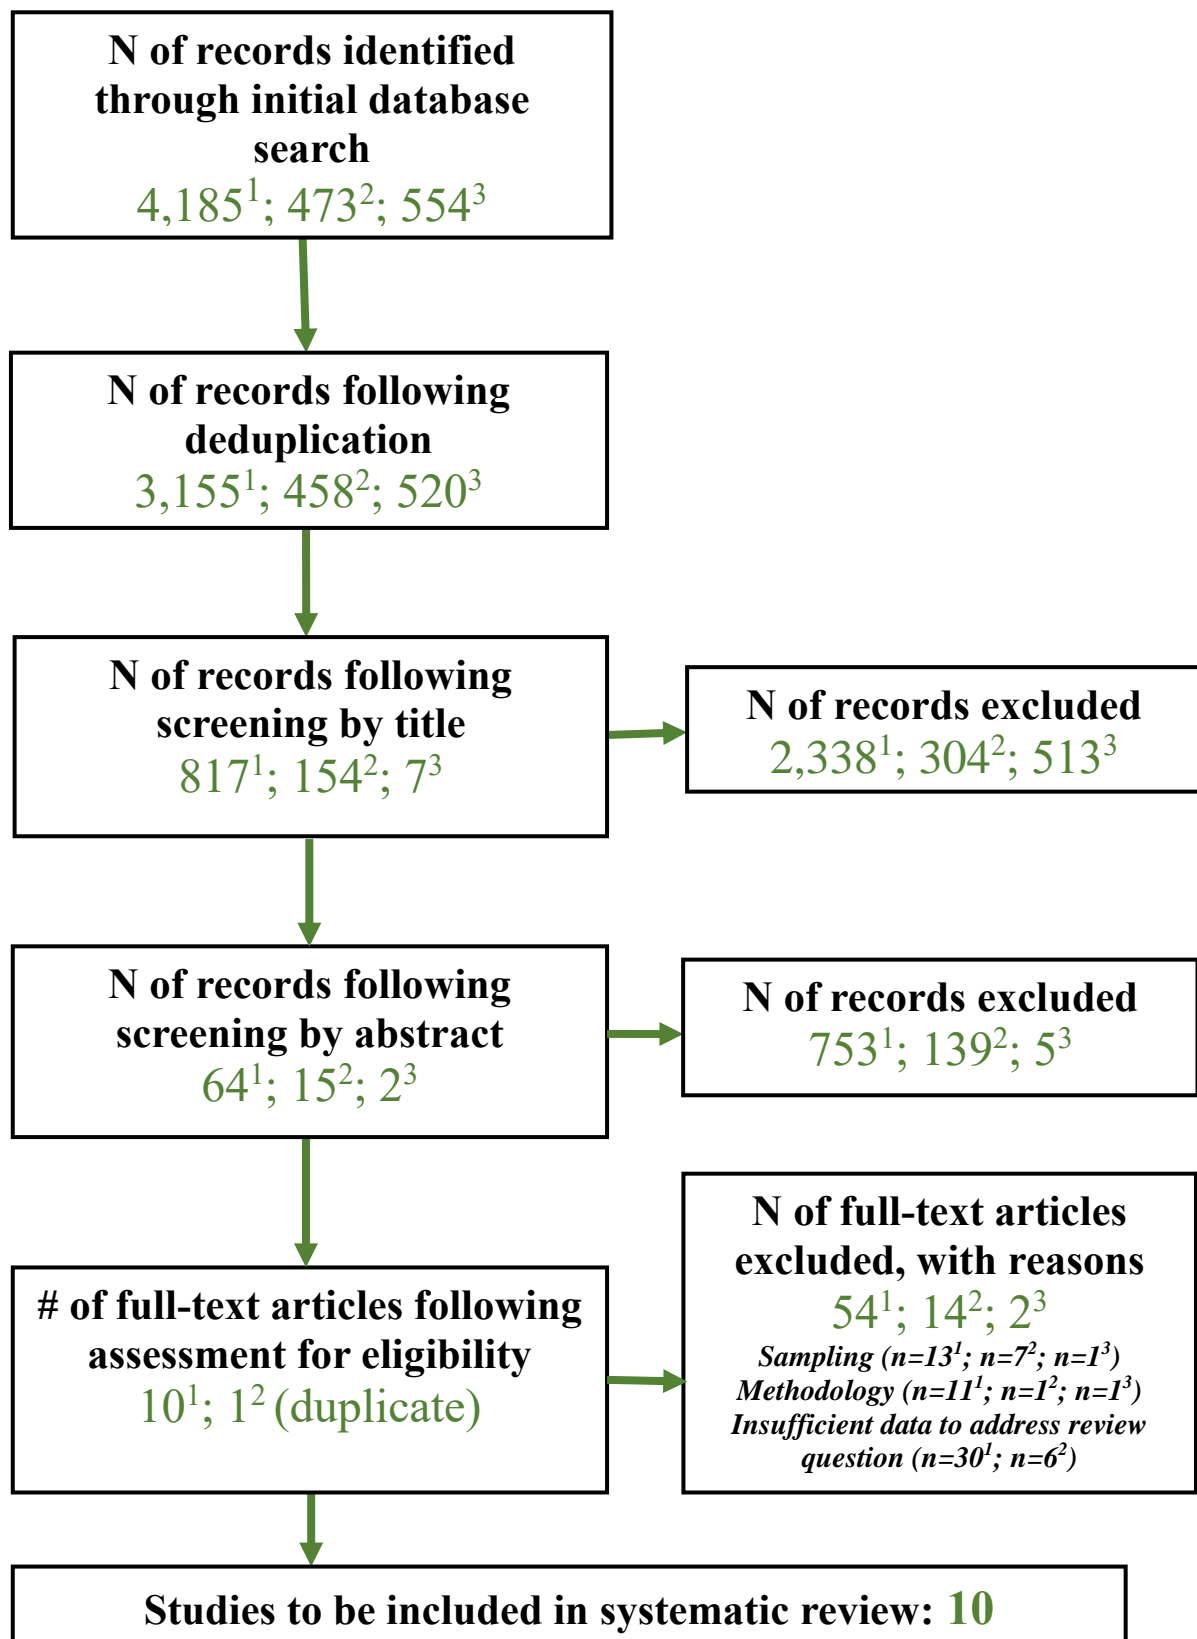 N of records identified
through initial database
search
4,185¹; 473²; 554³
N of records following
deduplication
3,155¹; 458²; 520³
N of records following
screening by title
817¹; 154²; 7³
N of records excluded
2,338¹; 304²; 513³
N of records following
screening by abstract
64¹; 15²; 2³
N of records excluded
753¹; 139²; 5³
# of full-text articles following
assessment for eligibility
10¹; 1² (duplicate)
N of full-text articles
excluded, with reasons
54¹; 14²; 2³
Sampling (n=13¹; n=7²; n=1³)
Methodology (n=11¹; n=1²; n=1³)
Insufficient data to address review
question (n=30¹; n=6²)
Studies to be included in systematic review: 10